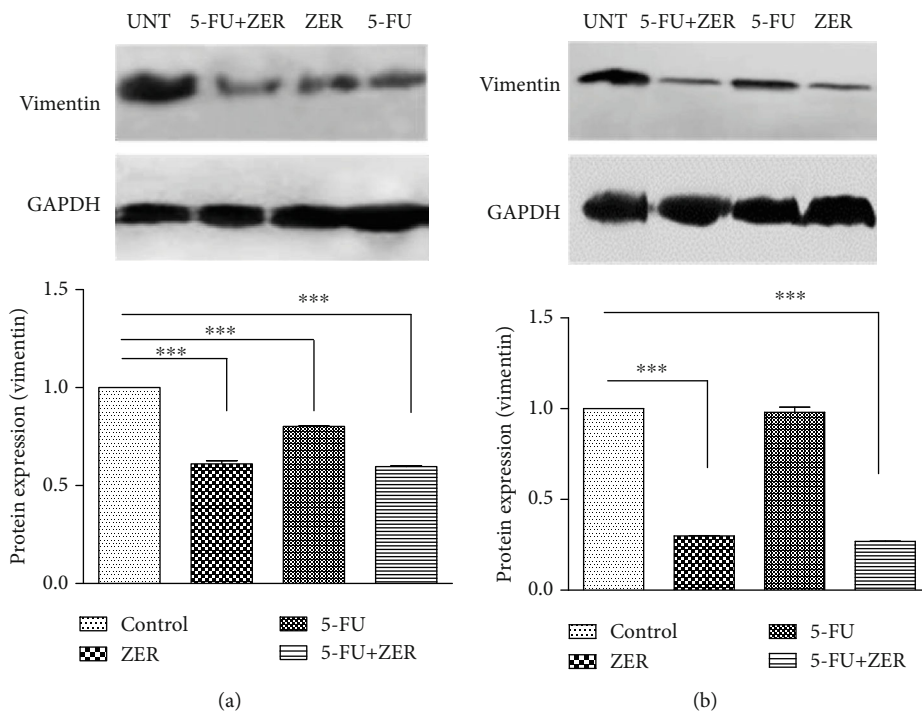 UNT 5-FU+ZER ZER 5-FU
Vimentin
GAPDH
***
***
***
Protein expression (vimentin)
1.5
1.0
0.5
0.0
Control
5-FU
ZER
5-FU+ZER
(a)
UNT 5-FU+ZER 5-FU ZER
Vimentin
GAPDH
***
***
Protein expression (vimentin)
1.5
1.0
0.5
0.0
Control
5-FU
ZER
5-FU+ZER
(b)